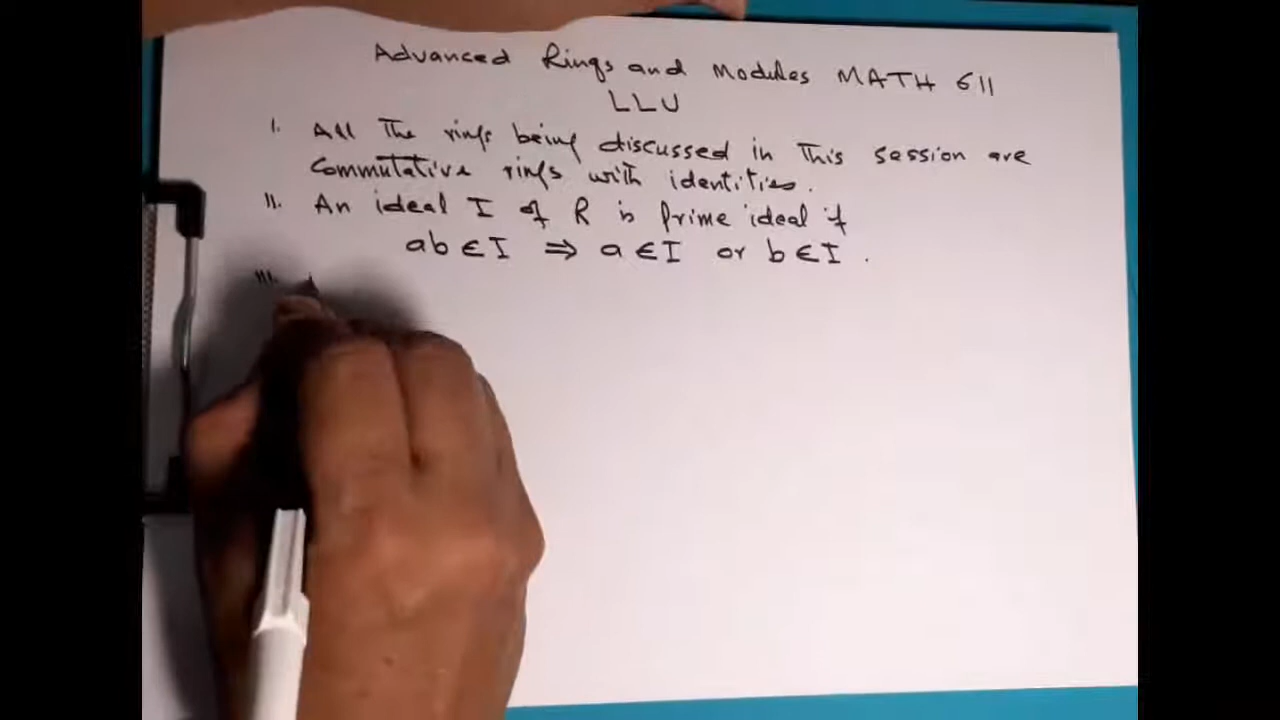 Advanced Rings and Modules MATH 611
LLU
I. All the rings being discussed in this session are
commutative rings with identities.
II. An ideal I of R is prime ideal if
ab ∈ I ⇒ a ∈ I or b ∈ I.
III.